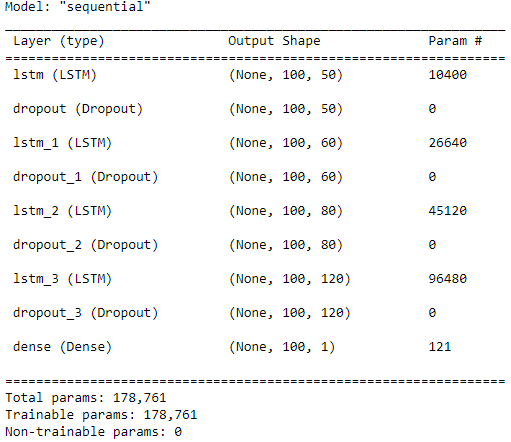 Model: "sequential"
_________________________________________________________________
Layer (type) Output Shape Param #
=================================================================
lstm (LSTM) (None, 100, 50) 10400
dropout (Dropout) (None, 100, 50) 0
lstm_1 (LSTM) (None, 100, 60) 26640
dropout_1 (Dropout) (None, 100, 60) 0
lstm_2 (LSTM) (None, 100, 80) 45120
dropout_2 (Dropout) (None, 100, 80) 0
lstm_3 (LSTM) (None, 100, 120) 96480
dropout_3 (Dropout) (None, 100, 120) 0
dense (Dense) (None, 100, 1) 121
=================================================================
Total params: 178,761
Trainable params: 178,761
Non-trainable params: 0